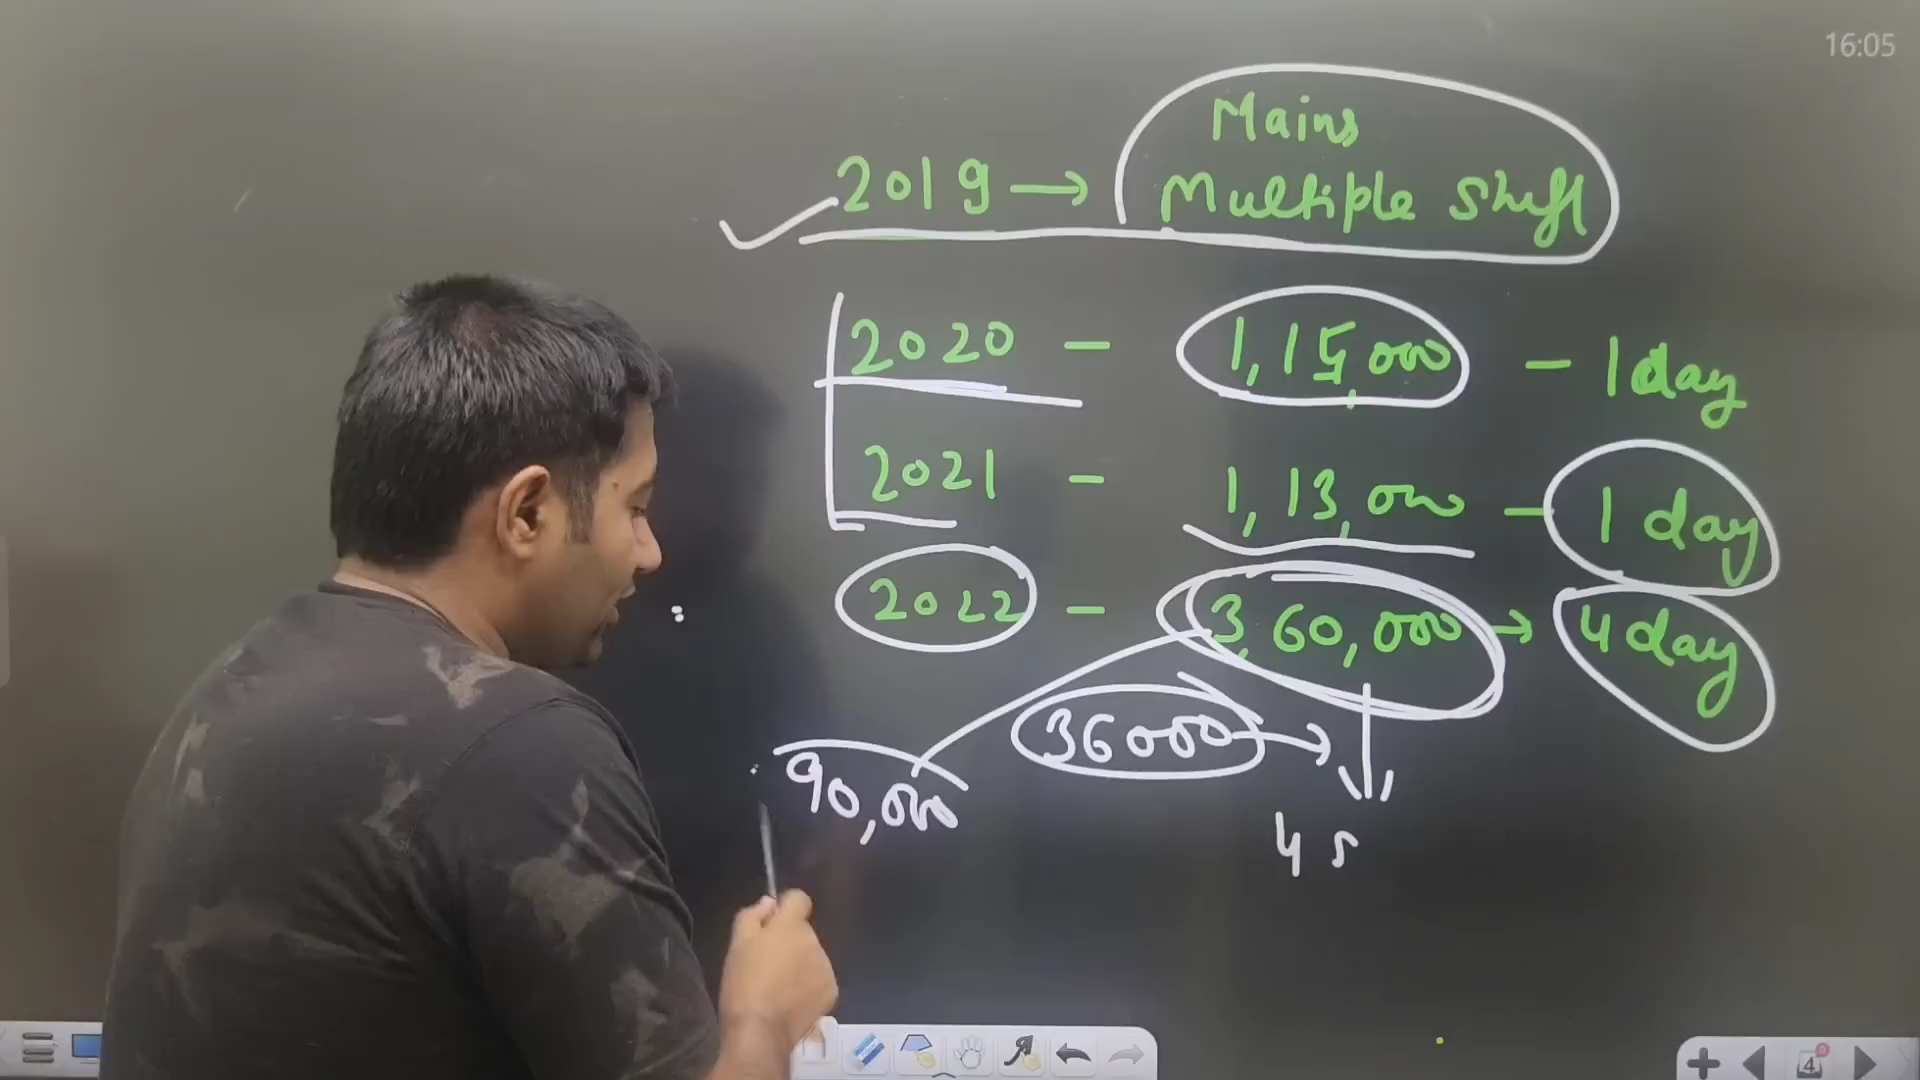 16:05
Mains
2019 → Multiple Shift
2020 - 1,15,000 - 1 day
2021 - 1,13,000 - 1 day
2022 - 3,60,000 → 4 day
36000 →
90,000
4 s
4